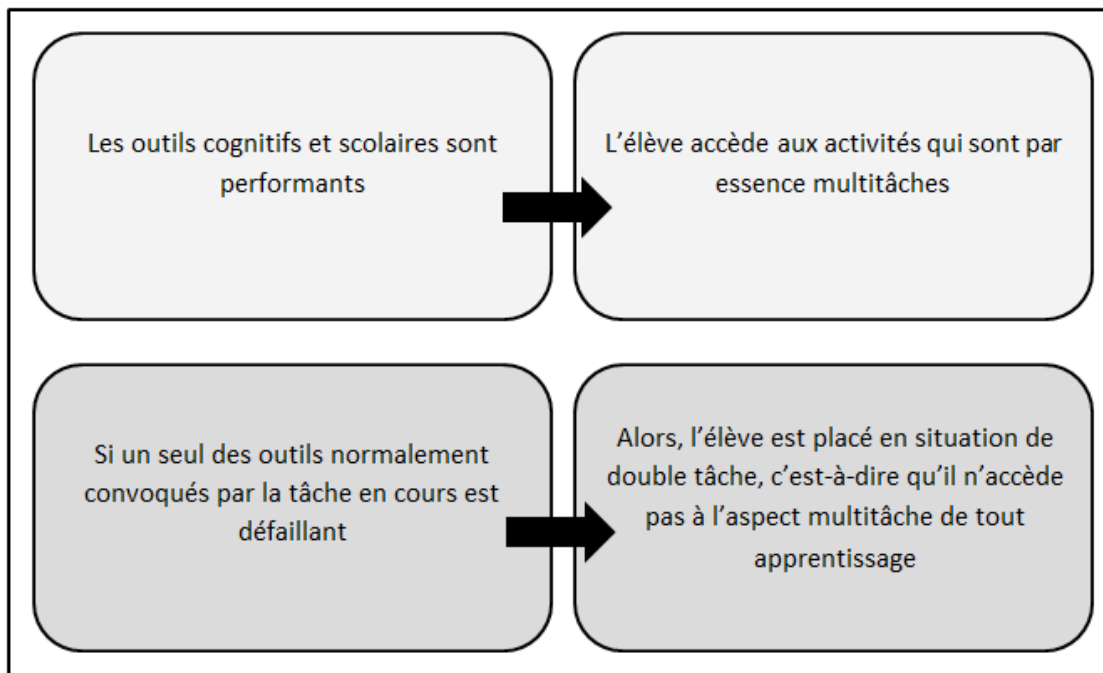 Les outils cognitifs et scolaires sont
performants
L’élève accède aux activités qui sont par
essence multitâches
Si un seul des outils normalement
convoqués par la tâche en cours est
défaillant
Alors, l’élève est placé en situation de
double tâche, c’est-à-dire qu’il n’accède
pas à l’aspect multitâche de tout
apprentissage